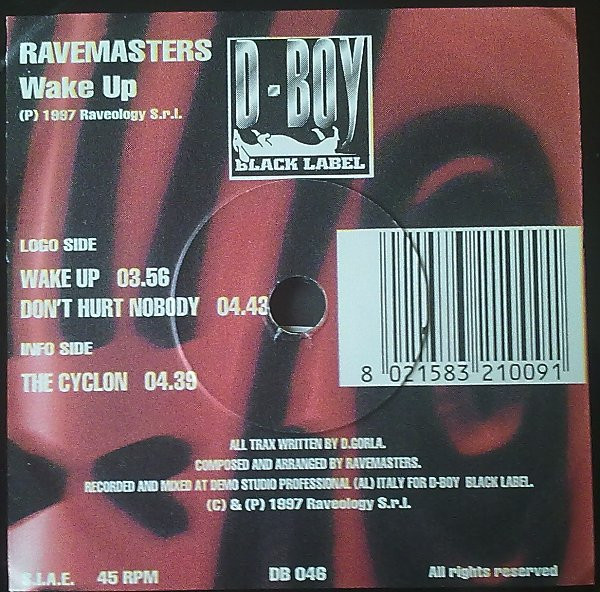 RAVEMASTERS
Wake Up
(P) 1997 Raveology S.r.l.
D-BOY
BLACK LABEL
LOGO SIDE
WAKE UP 03.56
DON'T HURT NOBODY 04.43
INFO SIDE
THE CYCLON 04.39
8 021583 210091
ALL TRAX WRITTEN BY D.GORLA.
COMPOSED AND ARRANGED BY RAVEMASTERS.
RECORDED AND MIXED AT DEMO STUDIO PROFESSIONAL (AL) ITALY FOR D-BOY BLACK LABEL.
(C) & (P) 1997 Raveology S.r.l.
S.I.A.E. 45 RPM DB 046 All rights reserved